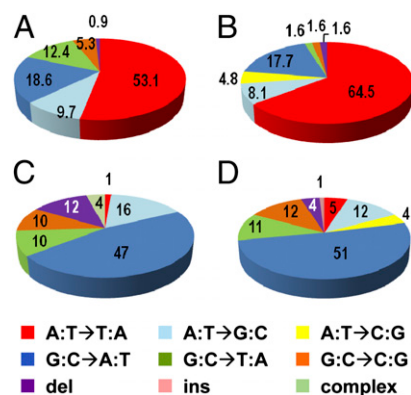 A
0.9
12.4
5.3
18.6
53.1
9.7
B
1.6
1.6
1.6
17.7
4.8
8.1
64.5
C
1
12
4
16
10
10
47
D
1
4
5
12
12
4
11
51
A:T→T:A
A:T→G:C
A:T→C:G
G:C→A:T
G:C→T:A
G:C→C:G
del
ins
complex